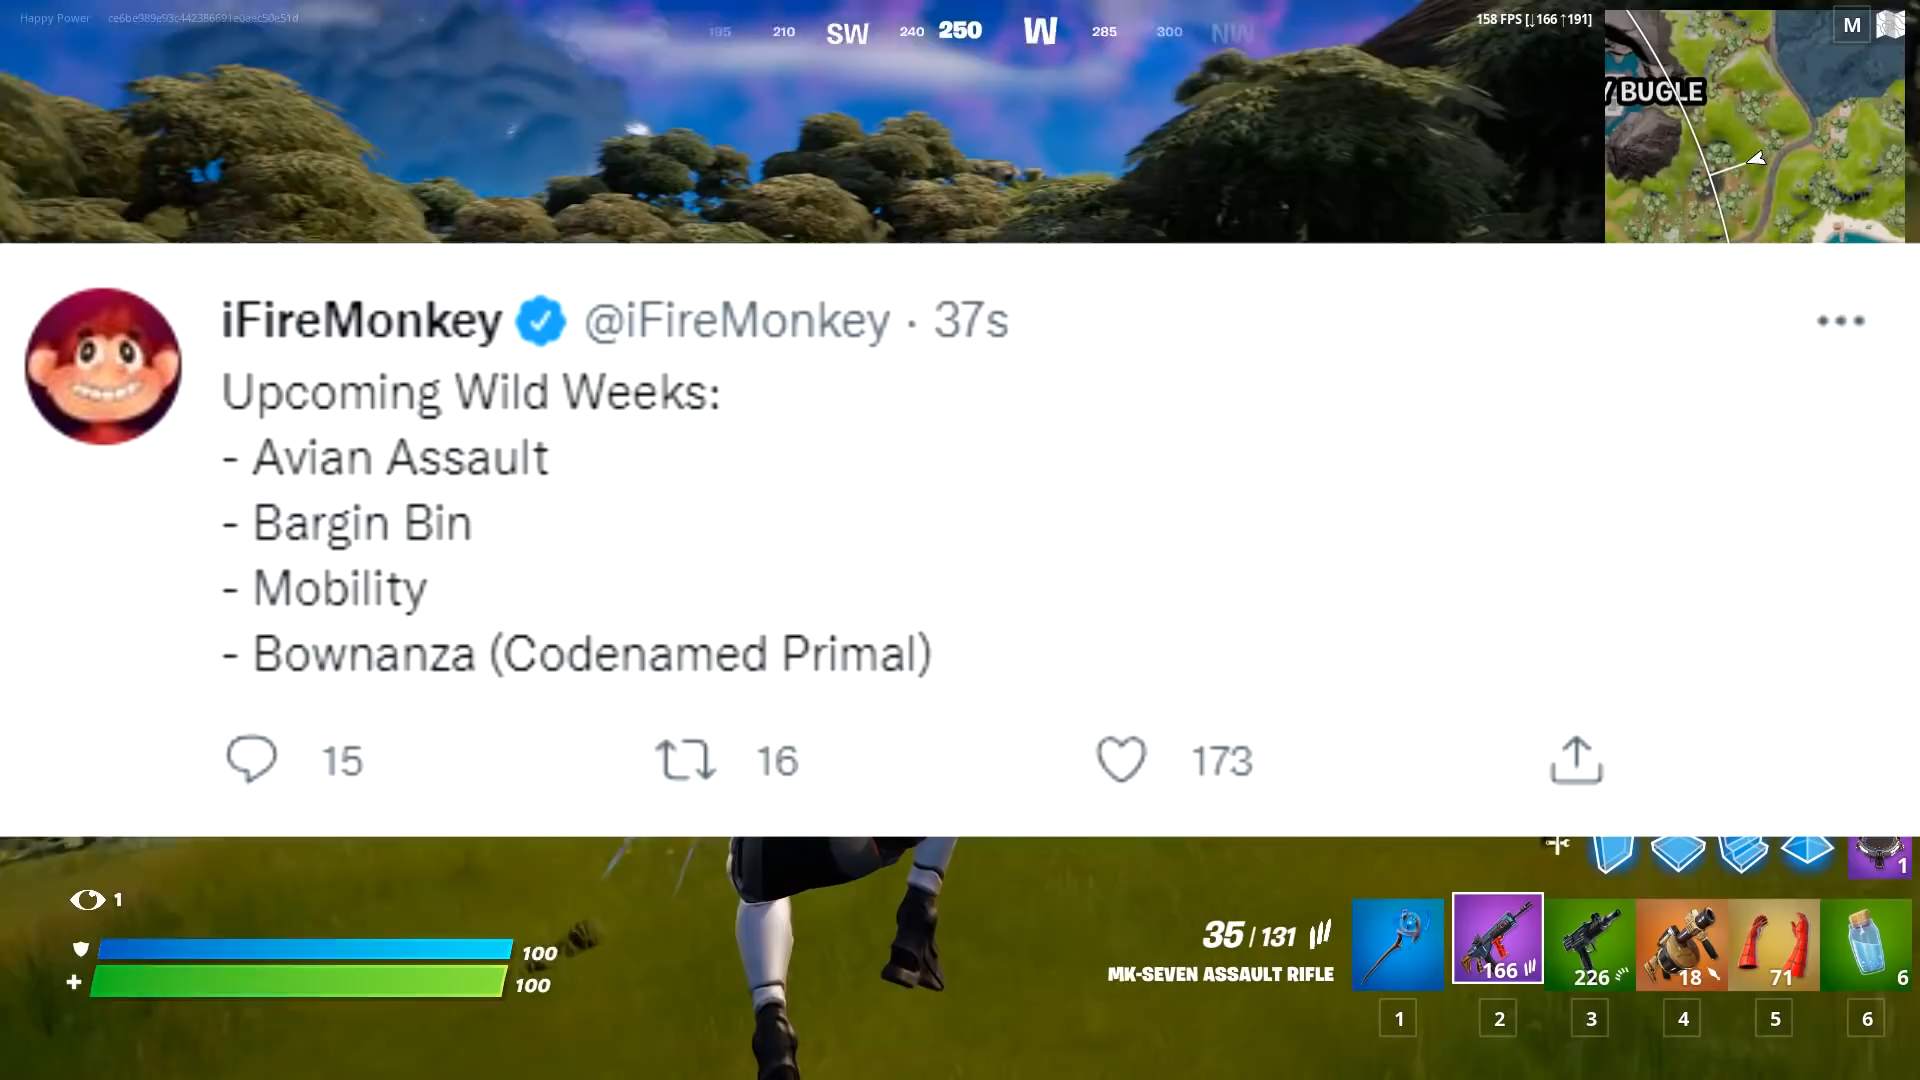 Happy Power ce6be989e93c442386691e0aec50e51d
195 210 SW 240 250 W 285 300 NW
158 FPS [↓166 ↑191]
M
Y BUGLE
iFireMonkey @iFireMonkey · 37s
Upcoming Wild Weeks:
- Avian Assault
- Bargin Bin
- Mobility
- Bownanza (Codenamed Primal)
15 16 173
1
1
100
100
35 / 131
MK-SEVEN ASSAULT RIFLE
166 226 18 71 6
1 2 3 4 5 6